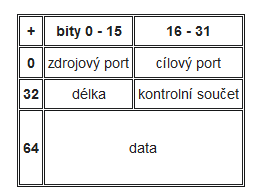 + bity 0 - 15 16 - 31
0 zdrojový port cílový port
32 délka kontrolní součet
64 data